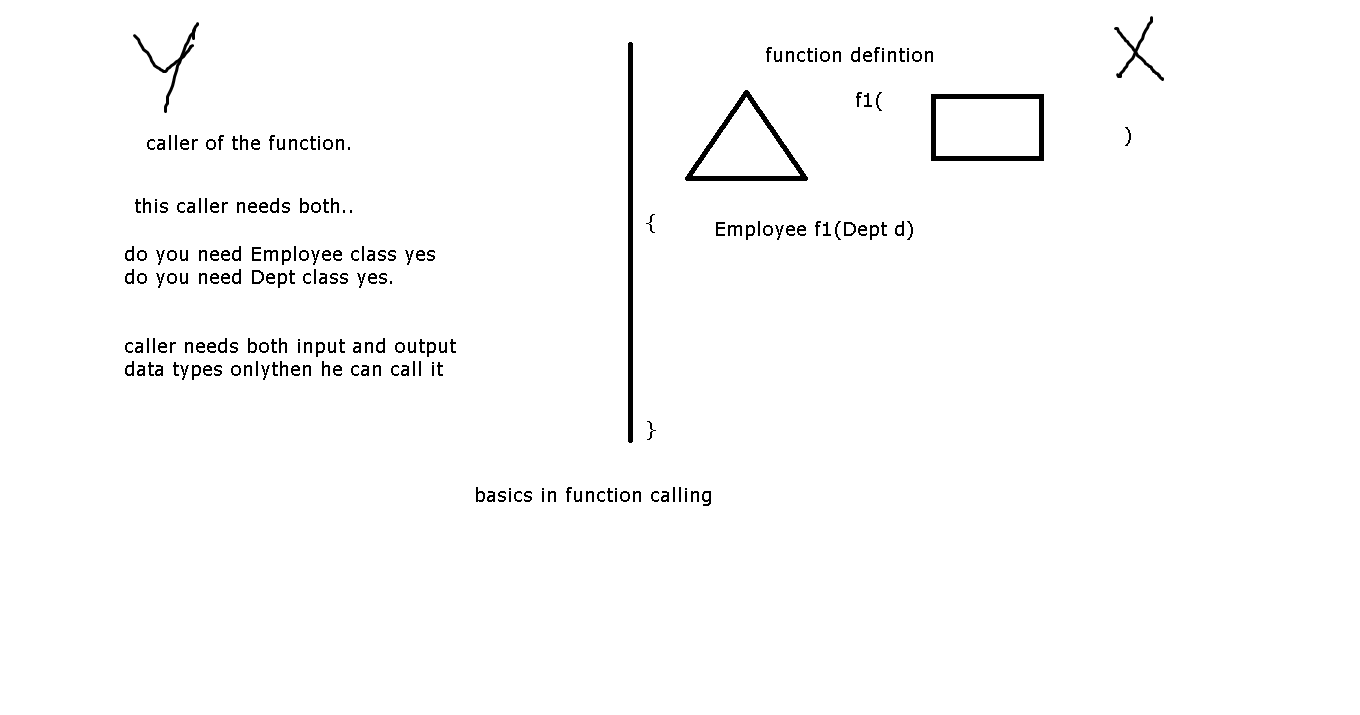 Y
caller of the function.
this caller needs both..
do you need Employee class yes
do you need Dept class yes.
caller needs both input and output
data types onlythen he can call it
function defintion
X
f1(
)
{
Employee f1(Dept d)
}
basics in function calling